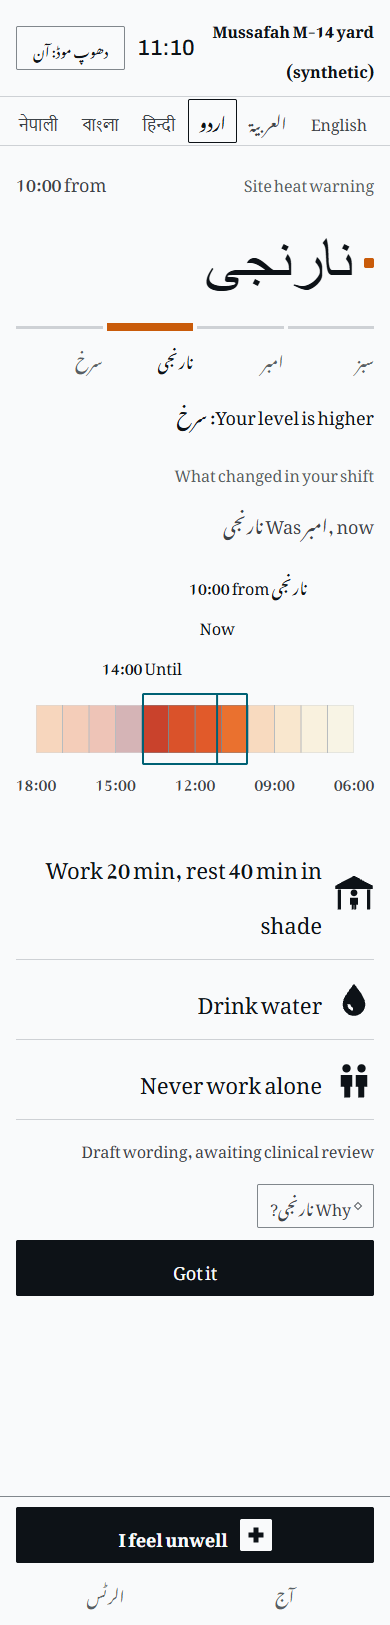 Mussafah M-14 yard (synthetic)
11:10
دھوپ موڈ: آن
English
العربية
اردو
हिन्दी
বাংলা
नेपाली
Site heat warning
10:00 from
نارنجی
سبز
امبر
نارنجی
سرخ
Your level is higher: سرخ
What changed in your shift
Was امبر, now نارنجی
10:00 from نارنجی
Now
14:00 Until
18:00 15:00 12:00 09:00 06:00
Work 20 min, rest 40 min in
shade
Drink water
Never work alone
Draft wording, awaiting clinical review
Why نارنجی?
Got it
I feel unwell
آج
الرٹس